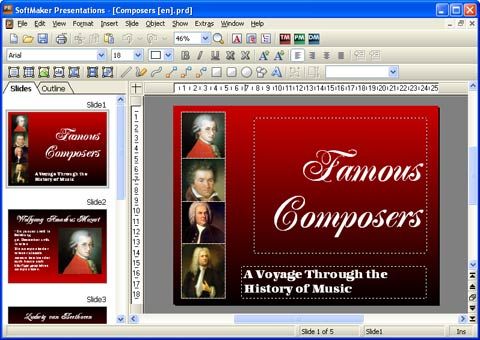 SoftMaker Presentations - [Composers [en].prd]
File Edit View Format Insert Slide Object Show Extras Window Help
46%
TM PM DM
Arial 18 B I U X A A
Slides Outline
1 2 3 4 5 6 7 8 9 10 11 12 13 14 15 16 17 18 19 20 21 22 23 24 25
Slide1
Famous
Composers
A Voyage Through the
History of Music
Slide2
Wolfgang Amadeus Mozart
Slide3
Ludwig van Beethoven
1 2 3 4 5 6 7 8 9 10 11 12 13 14 15 16 17 18
Famous
Composers
A Voyage Through the
History of Music
Slide 1 of 5 Slide1 Ins